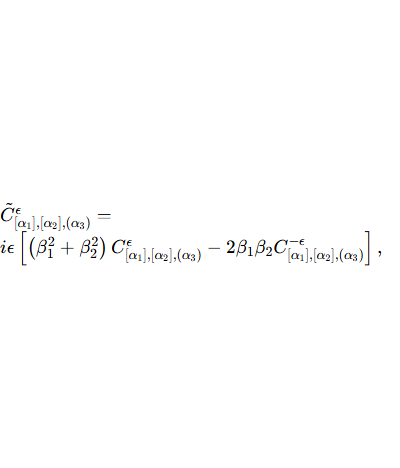 $\tilde{C}^{\epsilon}_{[\alpha_1],[\alpha_2],(\alpha_3)} =$
$i\epsilon \left[ \left( \beta_1^2 + \beta_2^2 \right) C^{\epsilon}_{[\alpha_1],[\alpha_2],(\alpha_3)} - 2\beta_1\beta_2 C^{-\epsilon}_{[\alpha_1],[\alpha_2],(\alpha_3)} \right],$